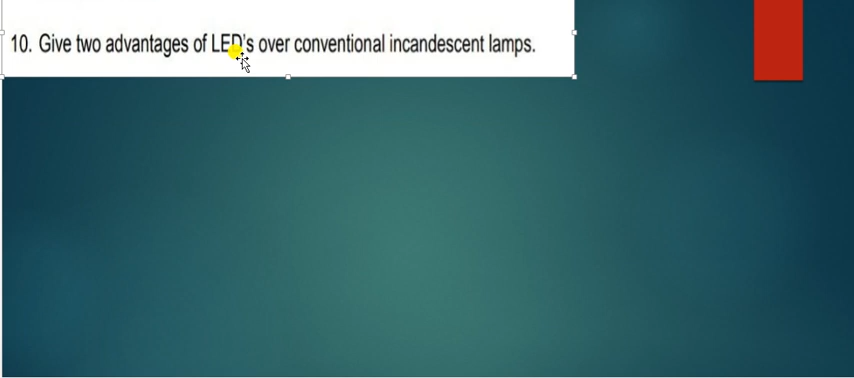 10. Give two advantages of LED's over conventional incandescent lamps.